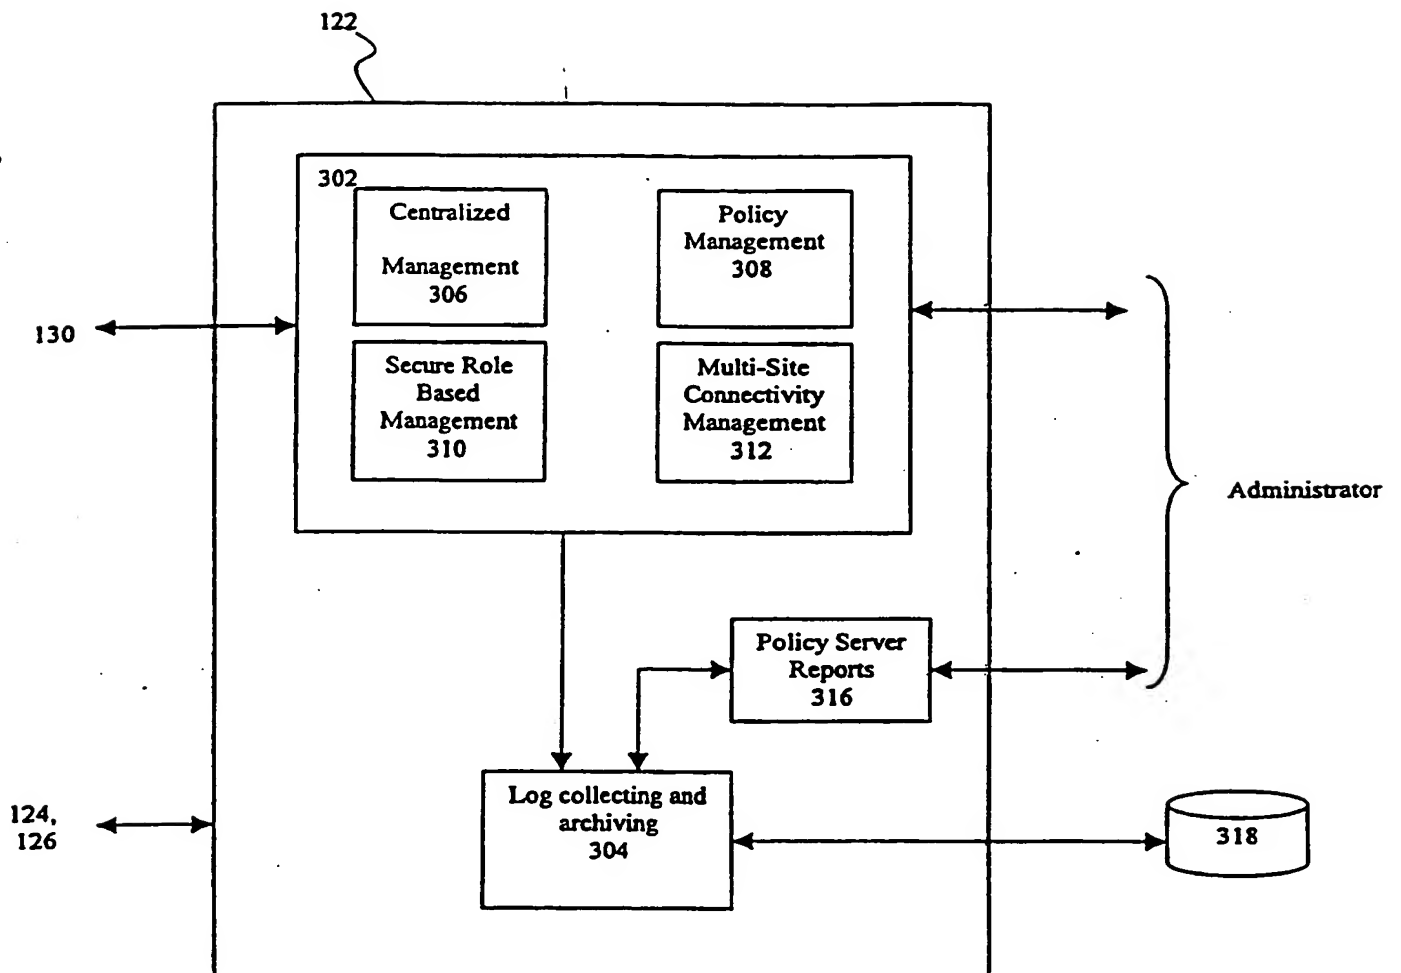 122
302
Centralized
Management
306
Policy
Management
308
130
Secure Role
Based
Management
310
Multi-Site
Connectivity
Management
312
Administrator
Policy Server
Reports
316
124,
126
Log collecting and
archiving
304
318